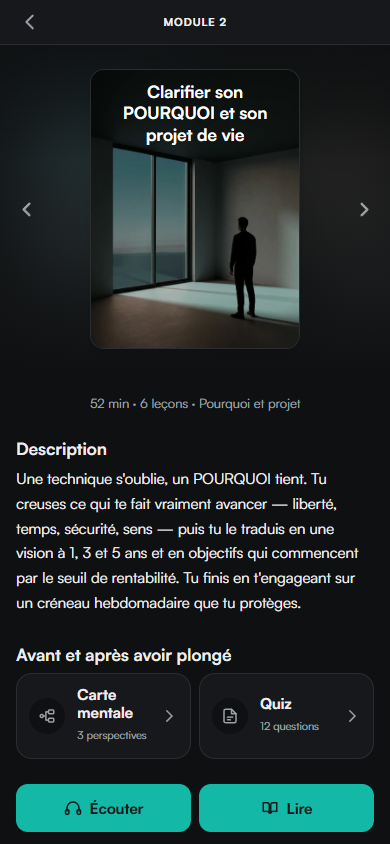 MODULE 2
Clarifier son
POURQUOI et son
projet de vie
52 min · 6 leçons · Pourquoi et projet
Description
Une technique s'oublie, un POURQUOI tient. Tu
creuses ce qui te fait vraiment avancer — liberté,
temps, sécurité, sens — puis tu le traduis en une
vision à 1, 3 et 5 ans et en objectifs qui commencent
par le seuil de rentabilité. Tu finis en t'engageant sur
un créneau hebdomadaire que tu protèges.
Avant et après avoir plongé
Carte
mentale
3 perspectives
Quiz
12 questions
Écouter
Lire